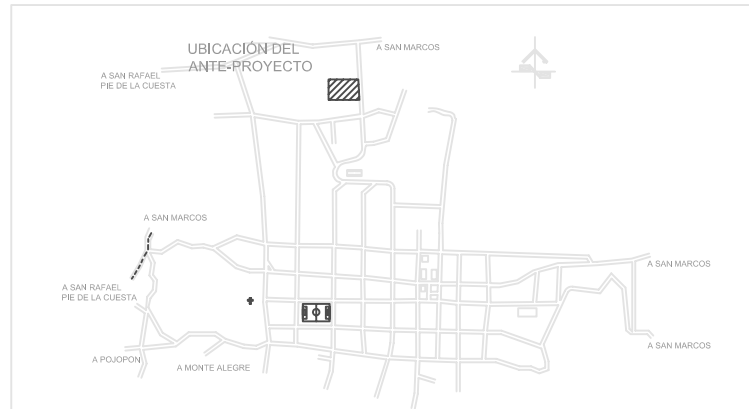 UBICACIÓN DEL
ANTE-PROYECTO
A SAN MARCOS
A SAN RAFAEL
PIE DE LA CUESTA
A SAN MARCOS
A SAN MARCOS
A SAN RAFAEL
PIE DE LA CUESTA
A SAN MARCOS
A POJOPON
A MONTE ALEGRE